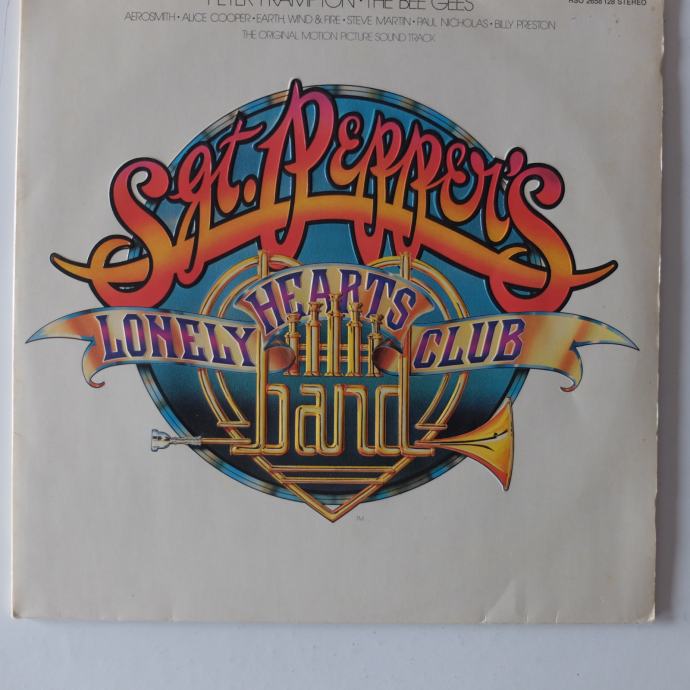 PETER FRAMPTON • THE BEE GEES
RSO 2658 128 STEREO
AEROSMITH • ALICE COOPER • EARTH, WIND & FIRE • STEVE MARTIN • PAUL NICHOLAS • BILLY PRESTON
THE ORIGINAL MOTION PICTURE SOUND TRACK
Sgt. PEPPER'S
LONELY HEARTS CLUB
band
TM